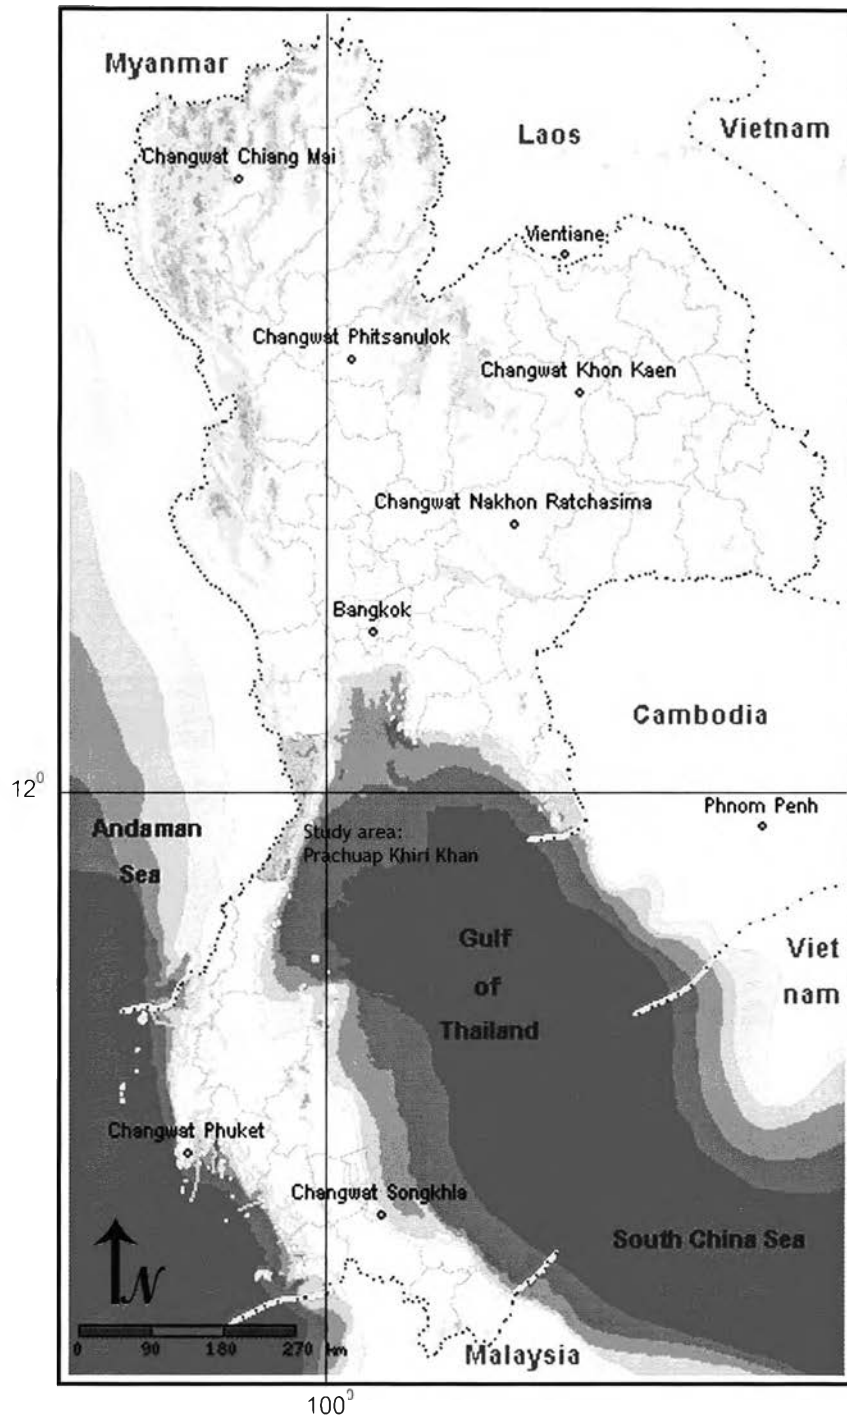 Myanmar
Laos
Vietnam
Changwat Chiang Mai
Vientiane
Changwat Phitsanulok
Changwat Khon Kaen
Changwat Nakhon Ratchasima
Bangkok
Cambodia
12⁰
Phnom Penh
Andaman
Sea
Study area:
Prachuap Khiri Khan
Gulf
of
Thailand
Viet
nam
Changwat Phuket
Changwat Songkhla
South China Sea
N
0 90 180 270 km
Malaysia
100⁰